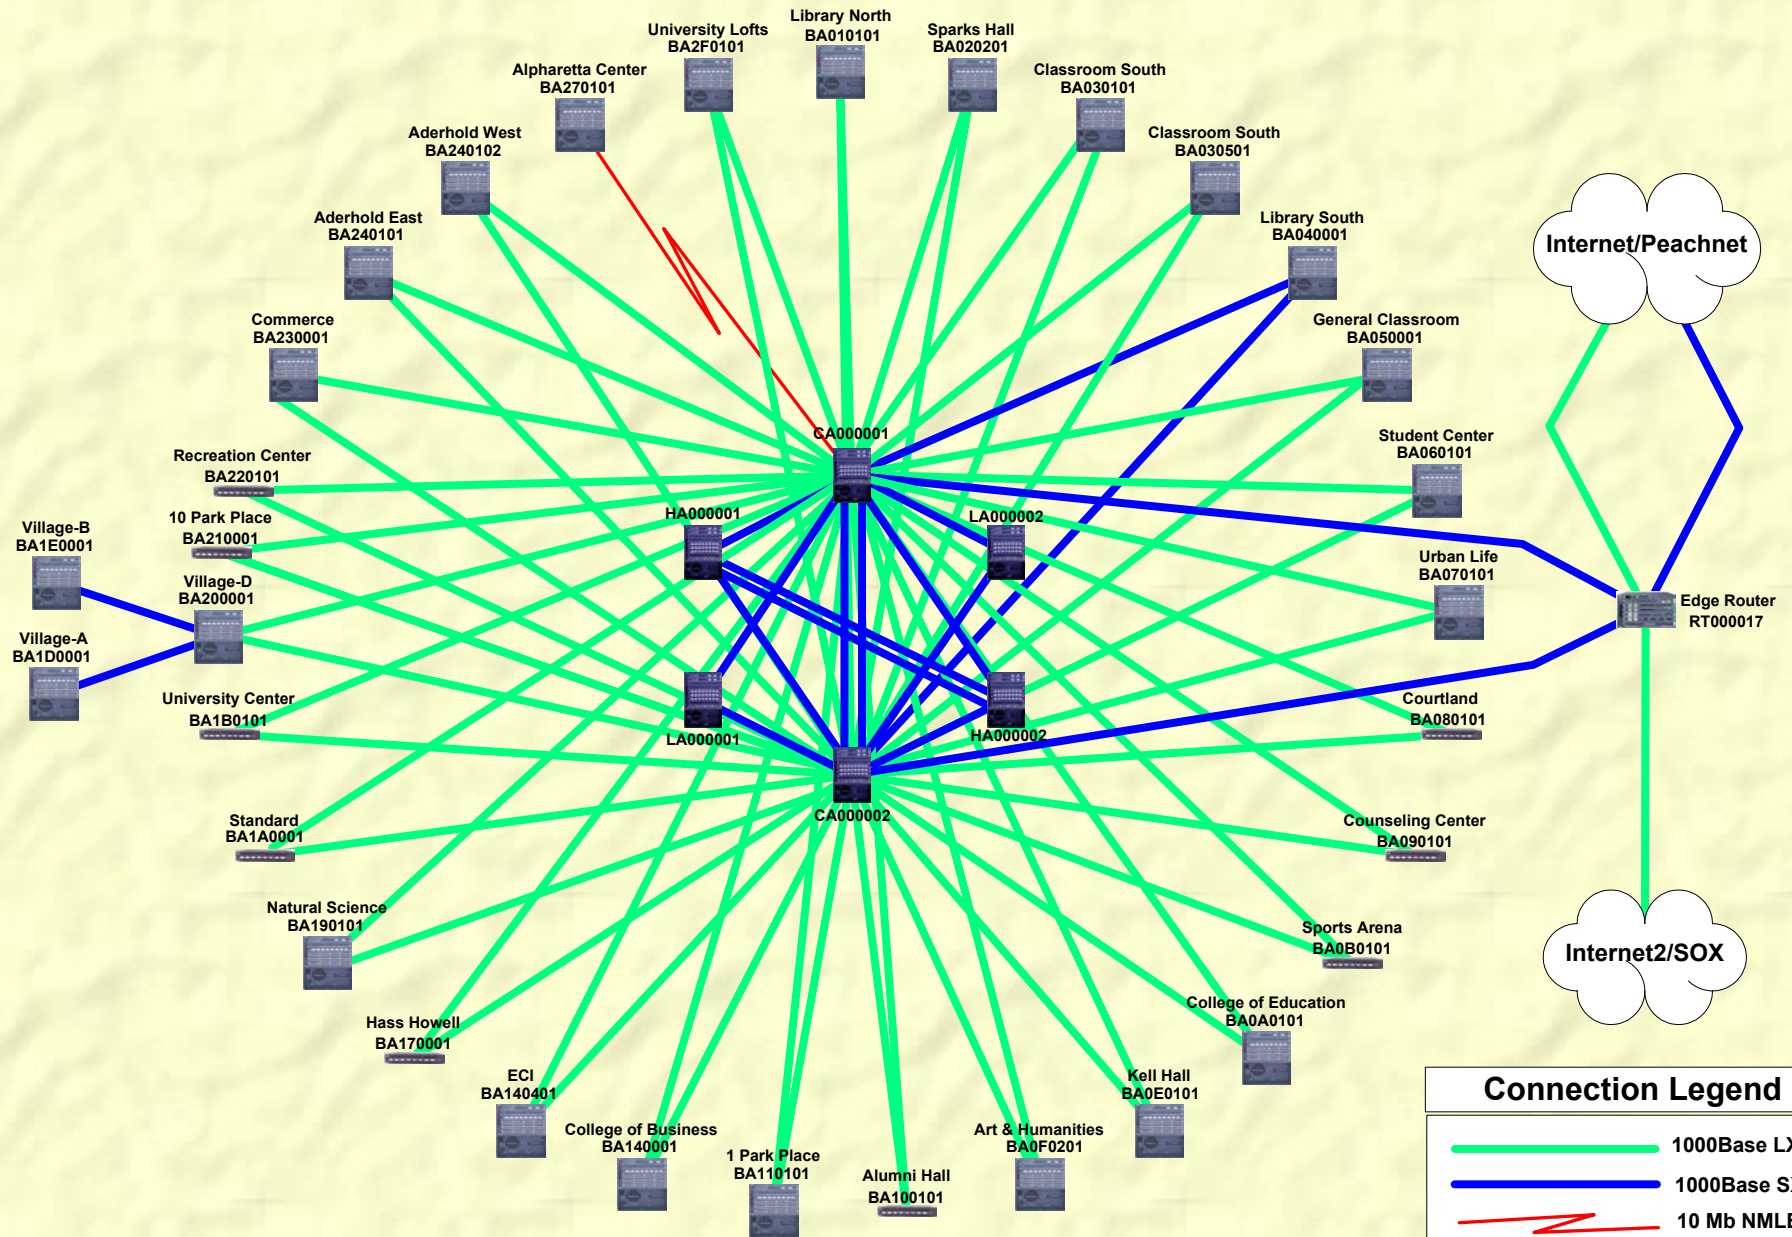 Library North
BA010101
University Lofts
BA2F0101
Sparks Hall
BA020201
Alpharetta Center
BA270101
Classroom South
BA030101
Aderhold West
BA240102
Classroom South
BA030501
Aderhold East
BA240101
Library South
BA040001
Internet/Peachnet
Commerce
BA230001
General Classroom
BA050001
CA000001
Student Center
BA060101
Recreation Center
BA220101
10 Park Place
BA210001
HA000001
LA000002
Village-B
BA1E0001
Urban Life
BA070101
Village-D
BA200001
Edge Router
RT000017
Village-A
BA1D0001
University Center
BA1B0101
Courtland
BA080101
LA000001
HA000002
CA000002
Standard
BA1A0001
Counseling Center
BA090101
Natural Science
BA190101
Sports Arena
BA0B0101
Internet2/SOX
College of Education
BA0A0101
Hass Howell
BA170001
ECI
BA140401
Kell Hall
BA0E0101
College of Business
BA140001
Art & Humanities
BA0F0201
1 Park Place
BA110101
Alumni Hall
BA100101
Connection Legend
1000Base LX
1000Base
10 Mb